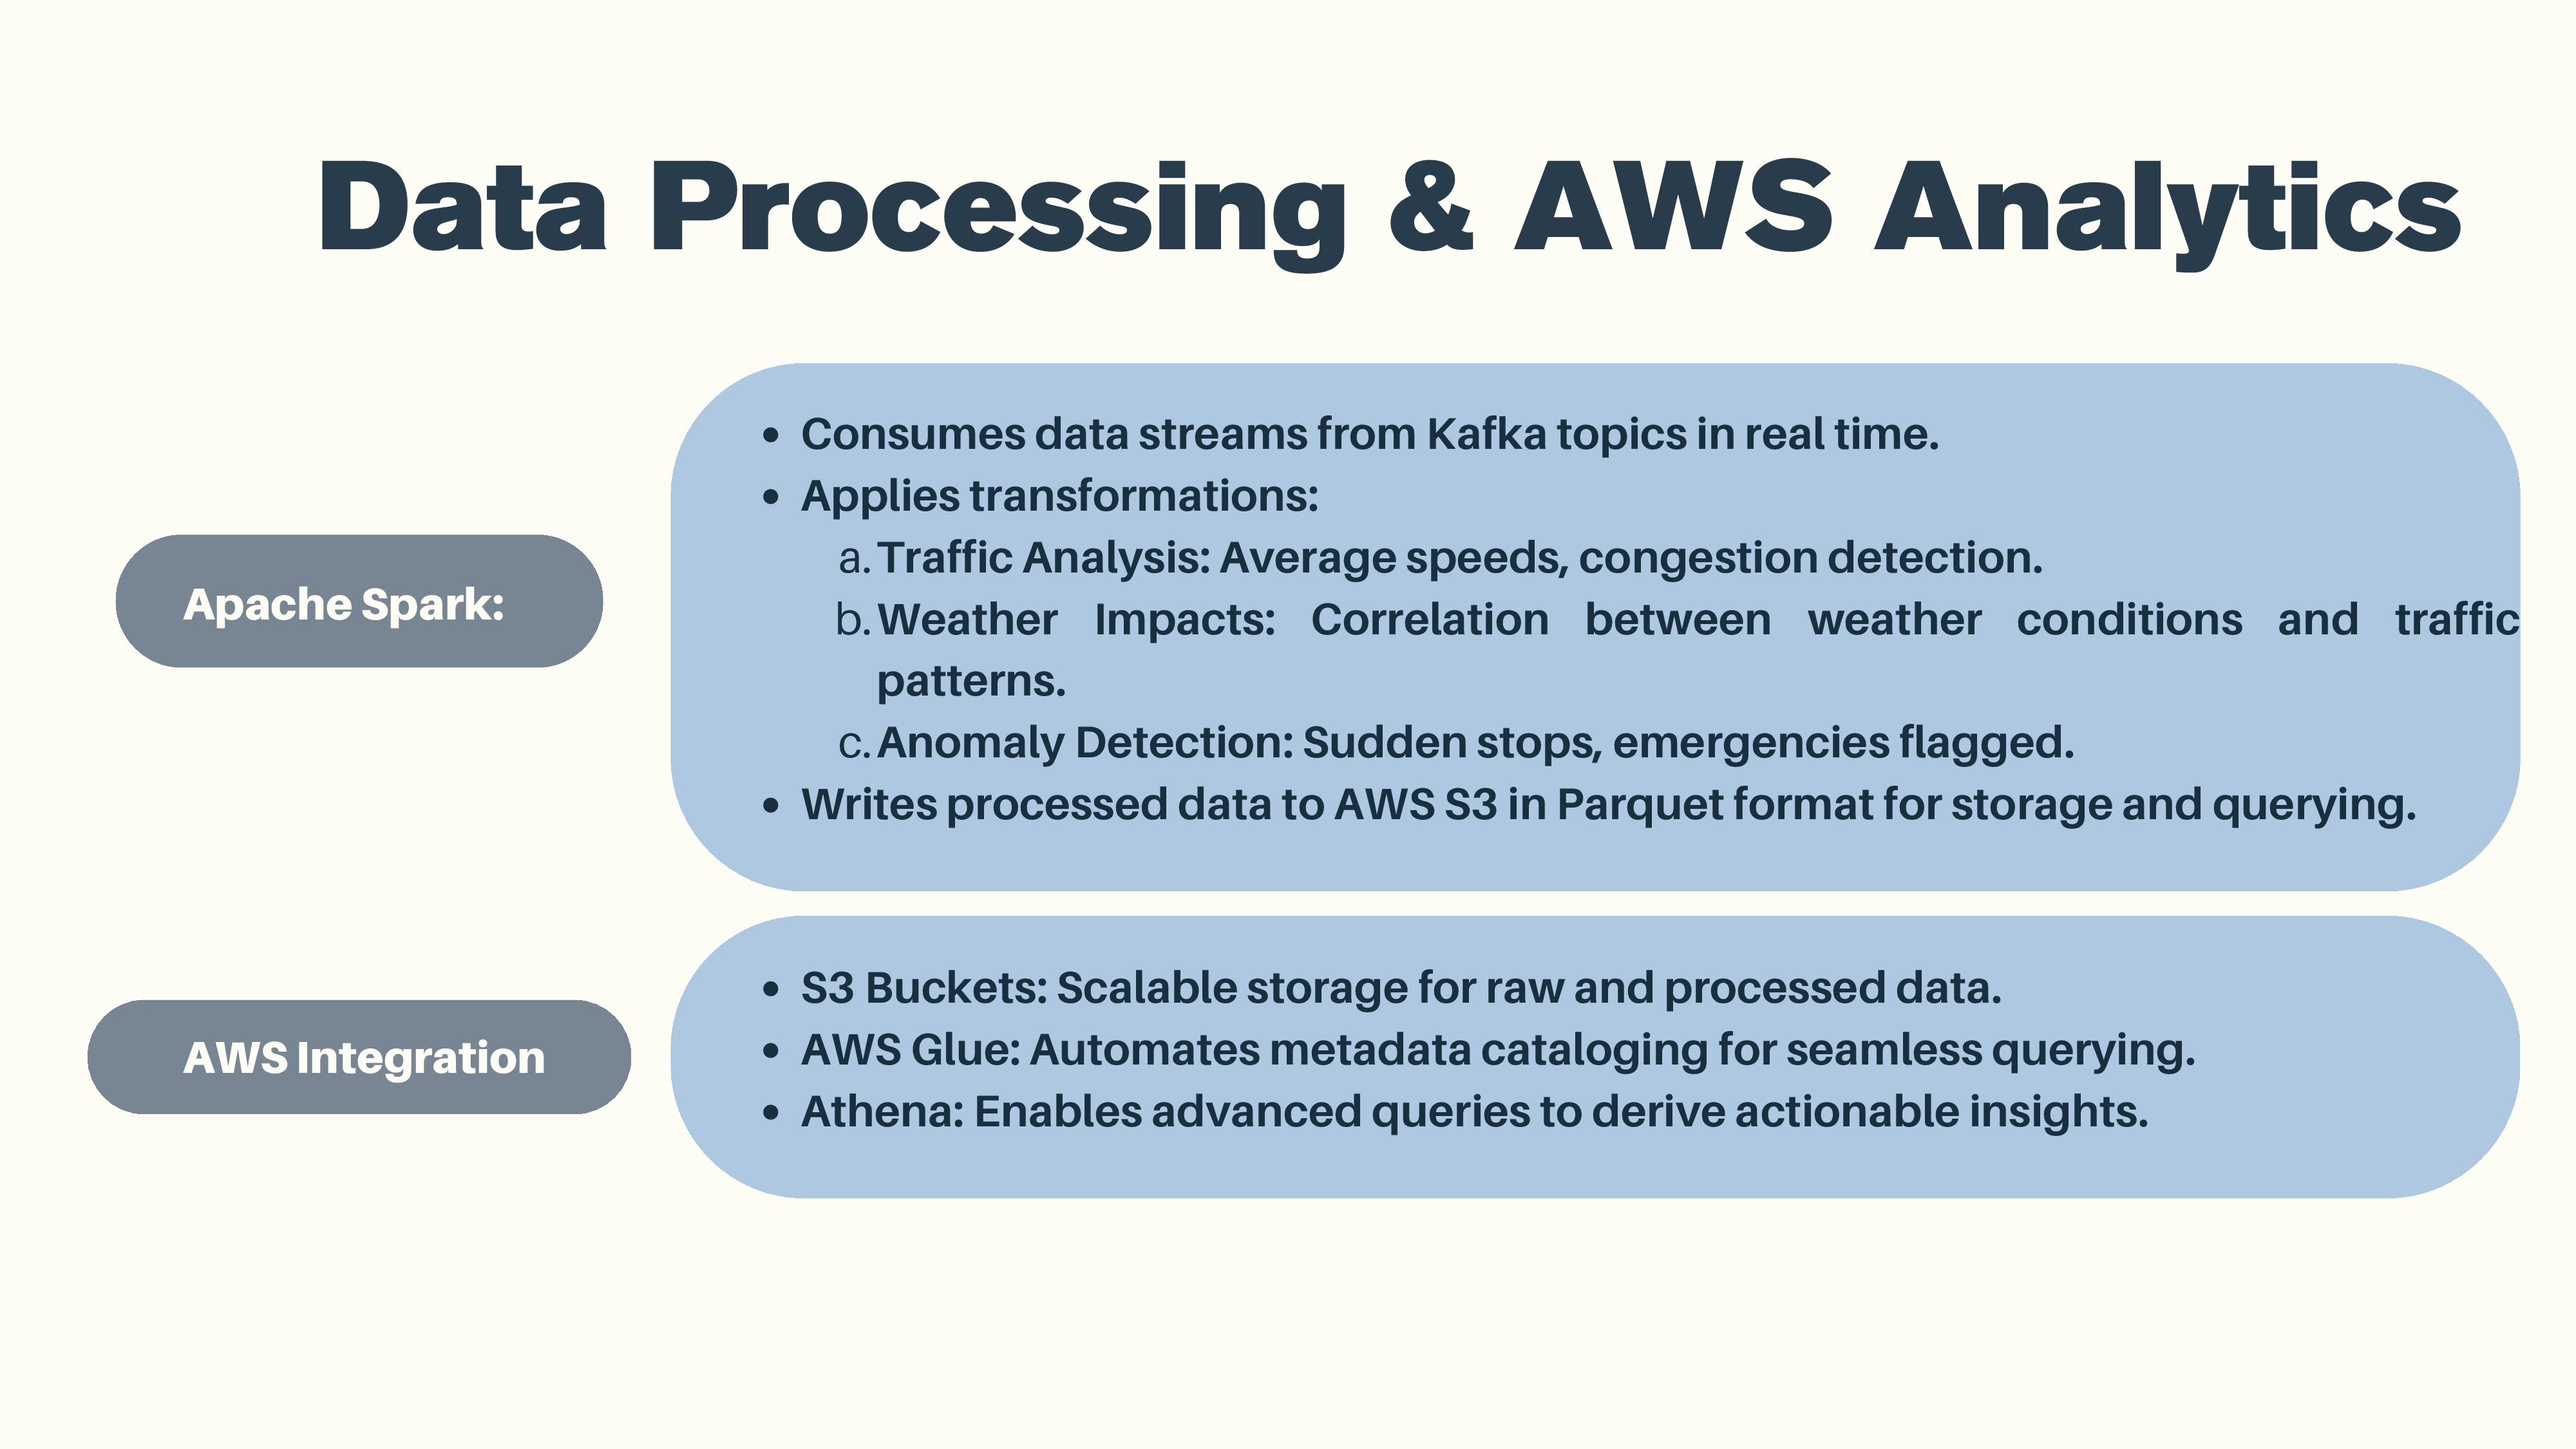 Data Processing & AWS Analytics
Apache Spark:
• Consumes data streams from Kafka topics in real time.
• Applies transformations:
a. Traffic Analysis: Average speeds, congestion detection.
b. Weather Impacts: Correlation between weather conditions and traffic
patterns.
c. Anomaly Detection: Sudden stops, emergencies flagged.
• Writes processed data to AWS S3 in Parquet format for storage and querying.
AWS Integration
• S3 Buckets: Scalable storage for raw and processed data.
• AWS Glue: Automates metadata cataloging for seamless querying.
• Athena: Enables advanced queries to derive actionable insights.